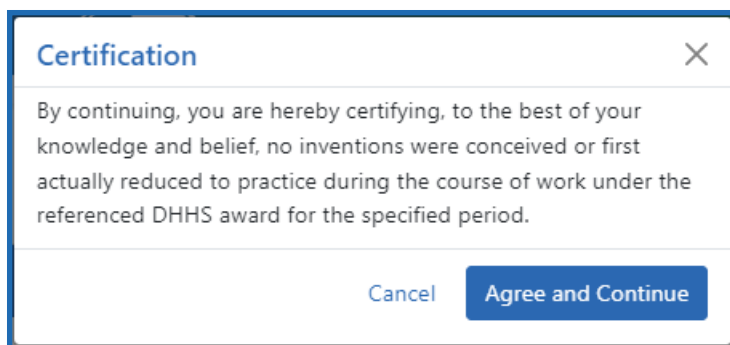 Certification
By continuing, you are hereby certifying, to the best of your
knowledge and belief, no inventions were conceived or first
actually reduced to practice during the course of work under the
referenced DHHS award for the specified period.
Cancel
Agree and Continue